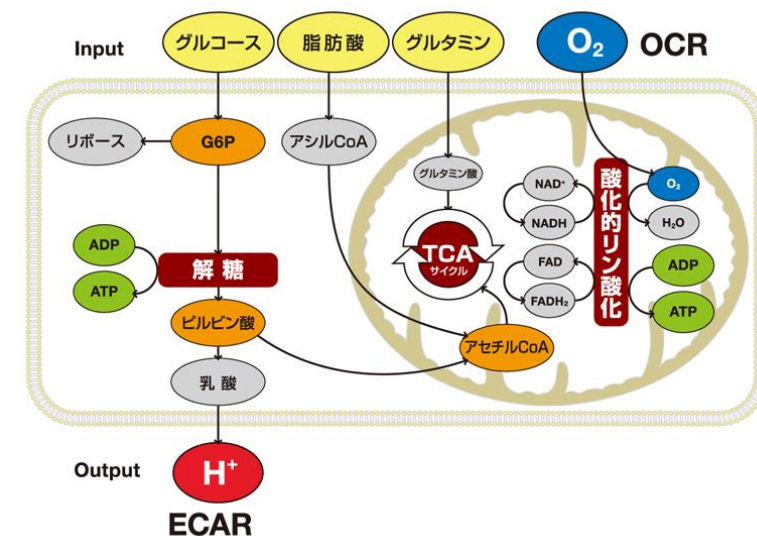 Input
グルコース
脂肪酸
グルタミン
O₂
OCR
リボース
G6P
アシルCoA
グルタミン酸
NAD⁺
NADH
FAD
FADH₂
酸化的リン酸化
O₂
H₂O
ADP
ATP
ADP
ATP
解糖
TCA
サイクル
ピルビン酸
アセチルCoA
乳酸
Output
H⁺
ECAR